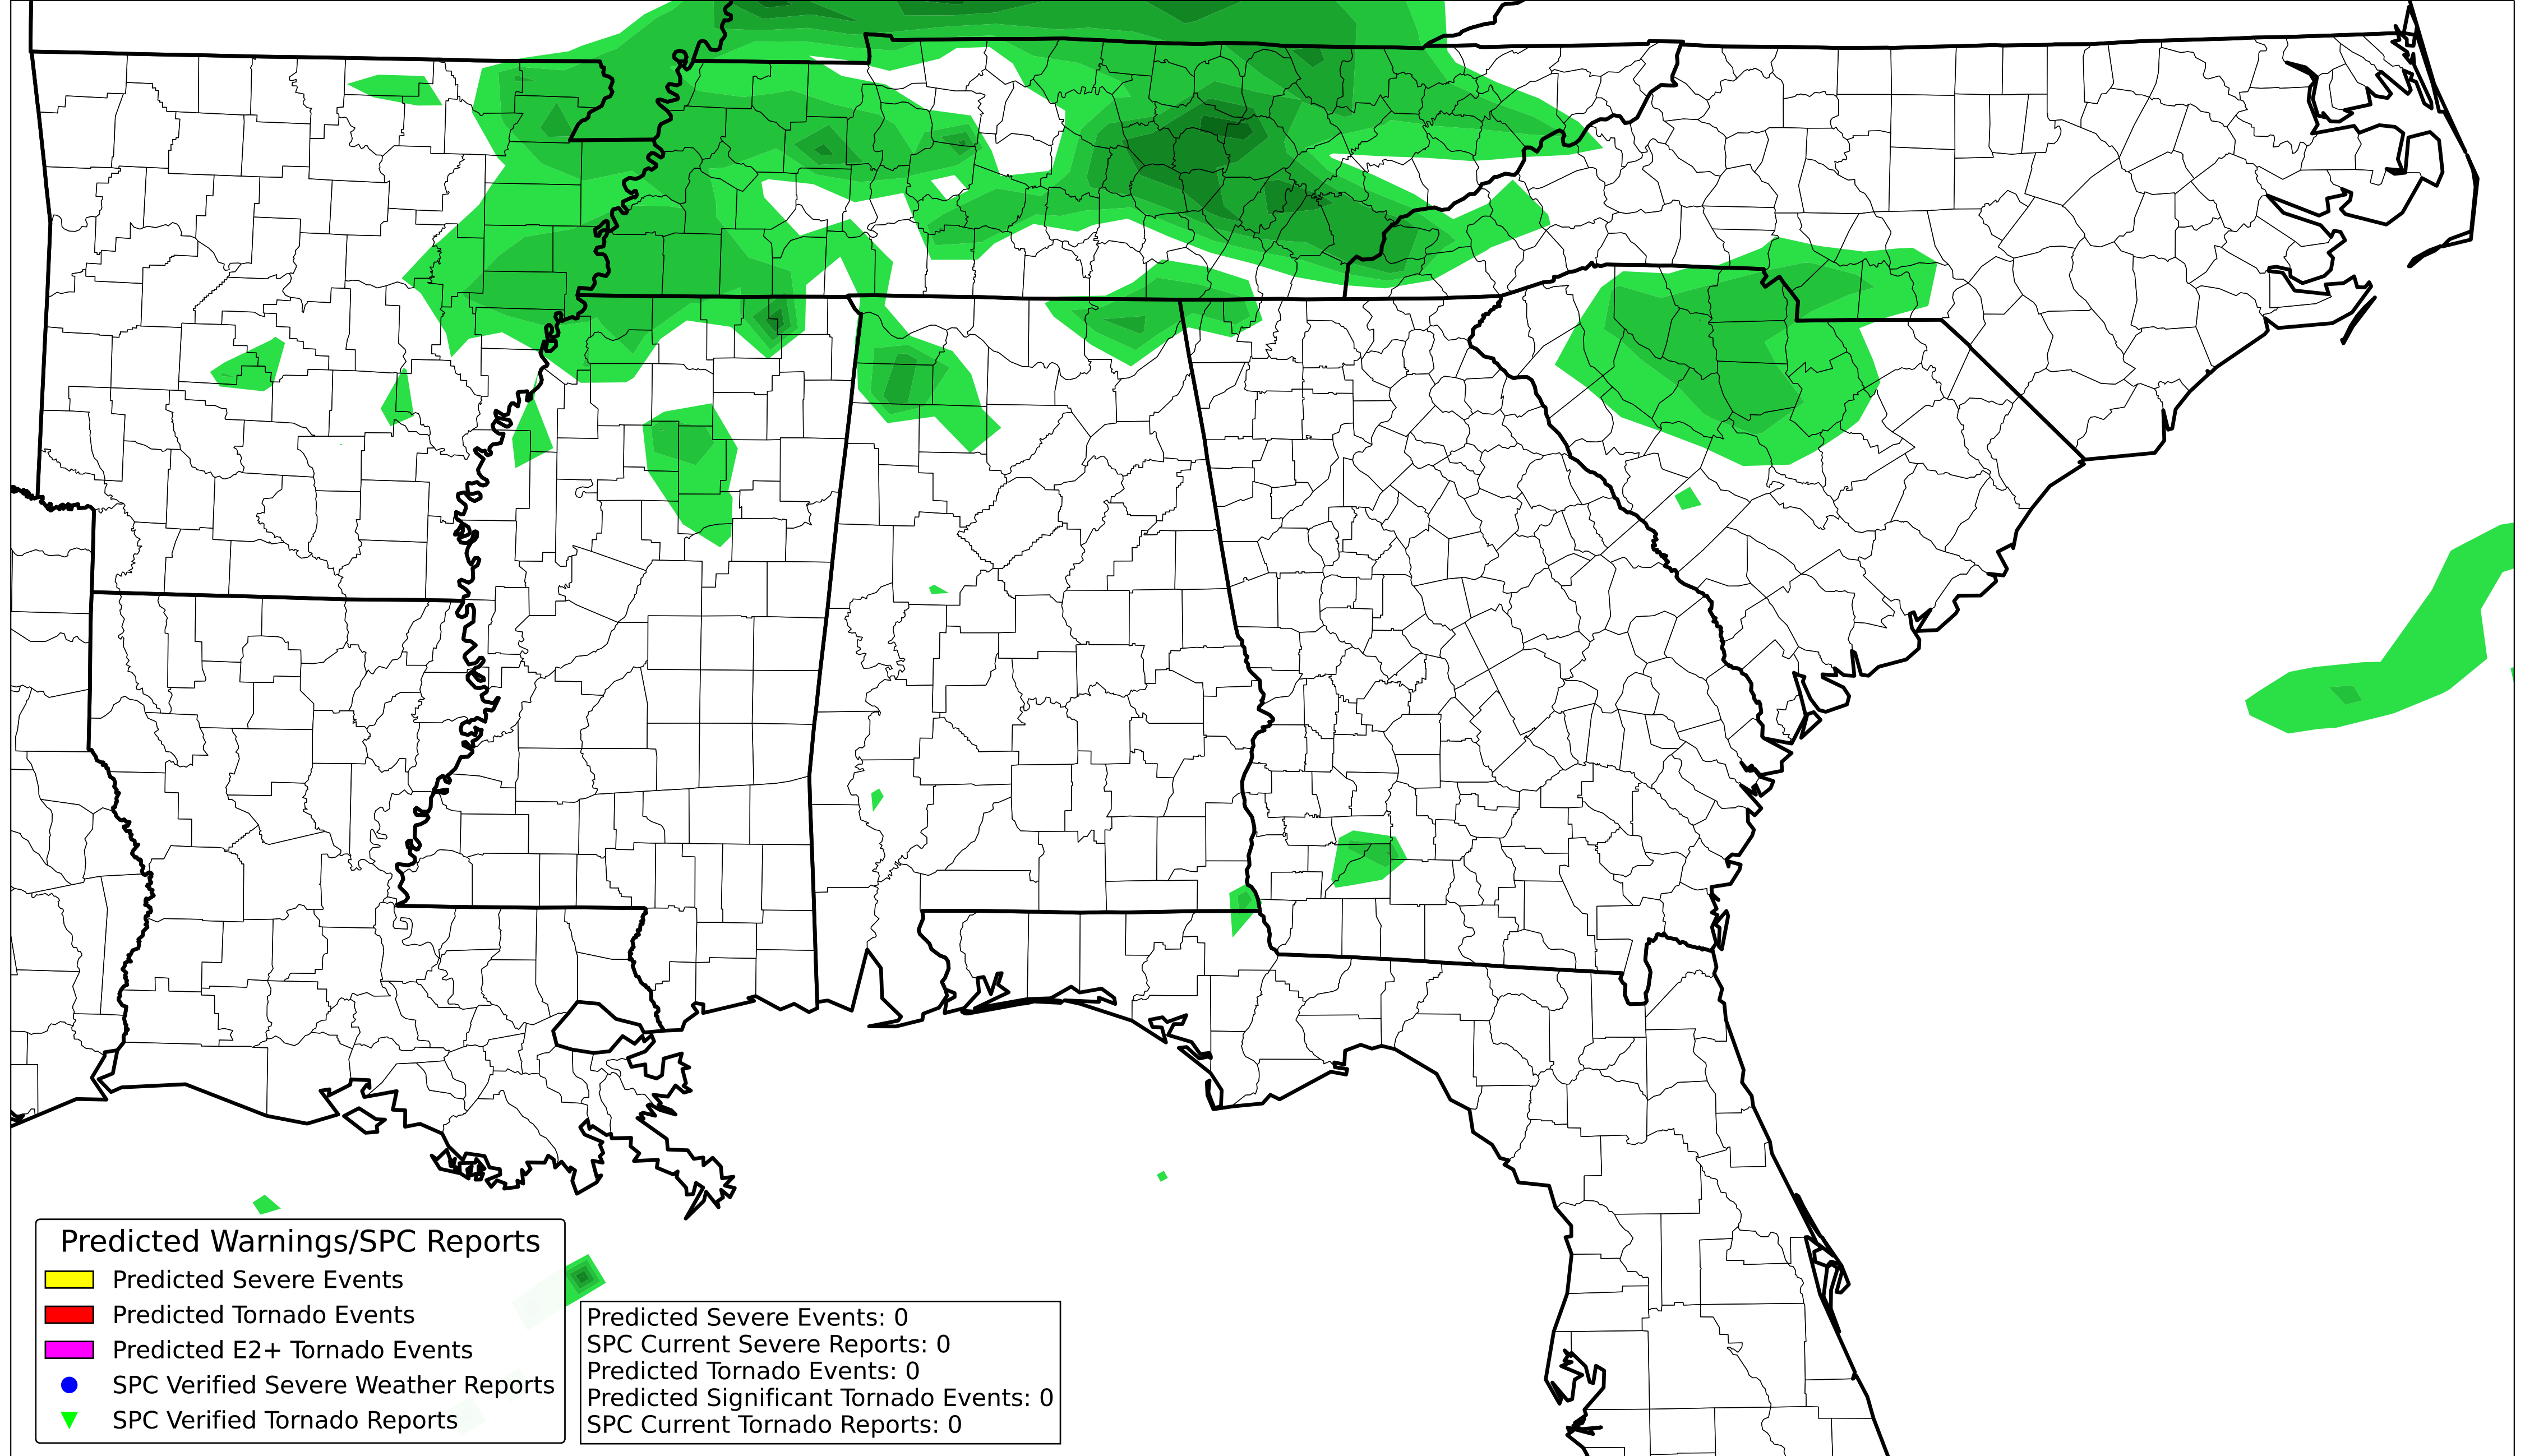 Predicted Warnings/SPC Reports
Predicted Severe Events
Predicted Tornado Events
Predicted E2+ Tornado Events
SPC Verified Severe Weather Reports
SPC Verified Tornado Reports
Predicted Severe Events: 0
SPC Current Severe Reports: 0
Predicted Tornado Events: 0
Predicted Significant Tornado Events: 0
SPC Current Tornado Reports: 0